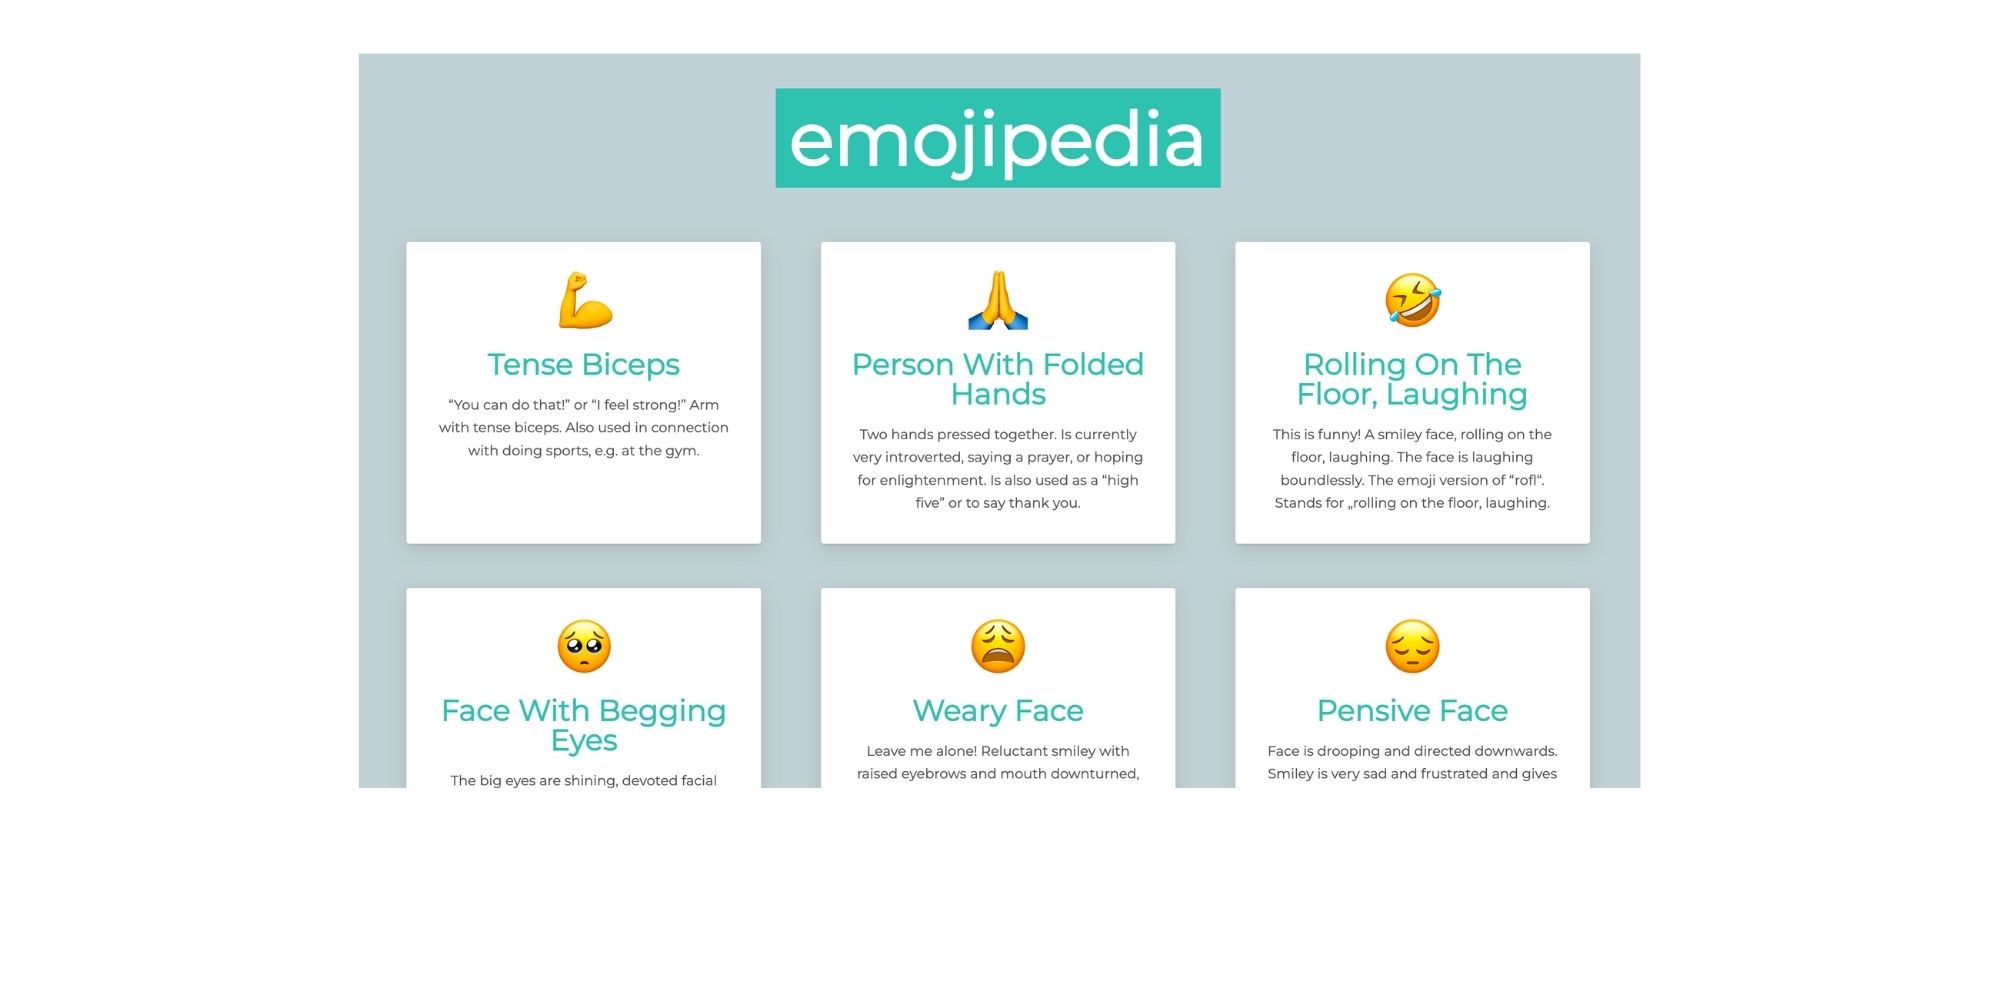 emojipedia
Tense Biceps
“You can do that!” or “I feel strong!” Arm
with tense biceps. Also used in connection
with doing sports, e.g. at the gym.
Person With Folded
Hands
Two hands pressed together. Is currently
very introverted, saying a prayer, or hoping
for enlightenment. Is also used as a “high
five” or to say thank you.
Rolling On The
Floor, Laughing
This is funny! A smiley face, rolling on the
floor, laughing. The face is laughing
boundlessly. The emoji version of “rofl“.
Stands for „rolling on the floor, laughing.
Face With Begging
Eyes
The big eyes are shining, devoted facial
Weary Face
Leave me alone! Reluctant smiley with
raised eyebrows and mouth downturned,
Pensive Face
Face is drooping and directed downwards.
Smiley is very sad and frustrated and gives